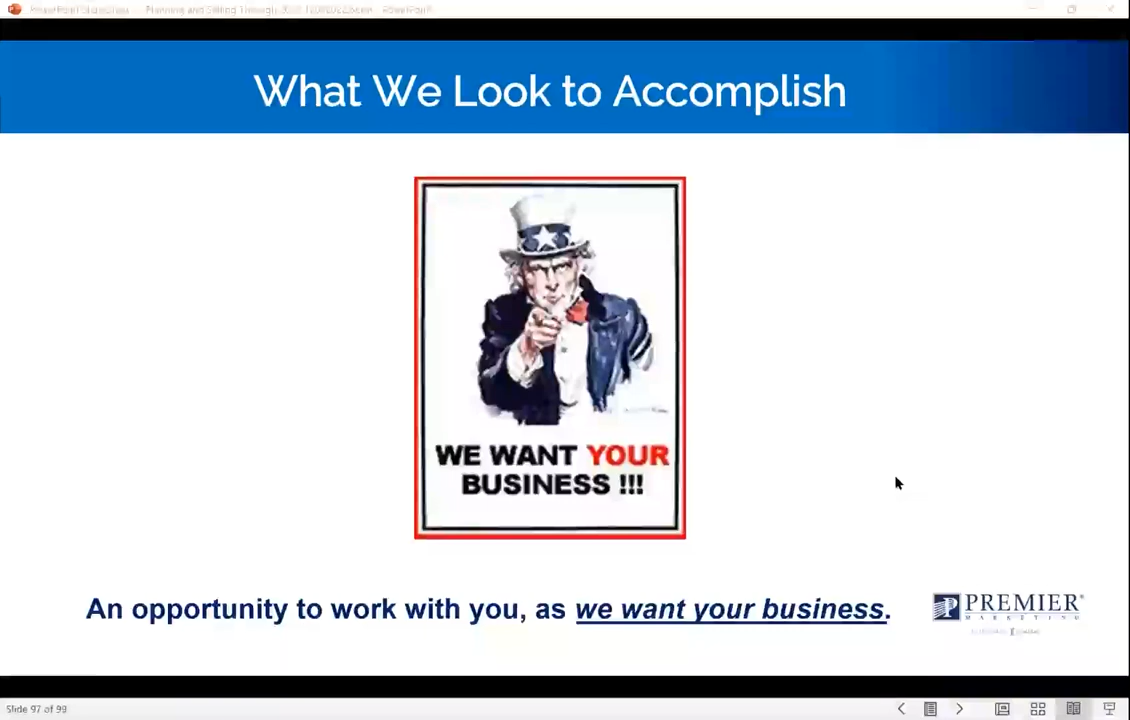 What We Look to Accomplish
WE WANT YOUR
BUSINESS !!!
An opportunity to work with you, as we want your business.
PREMIER®
MARKETING
Slide 97 of 99